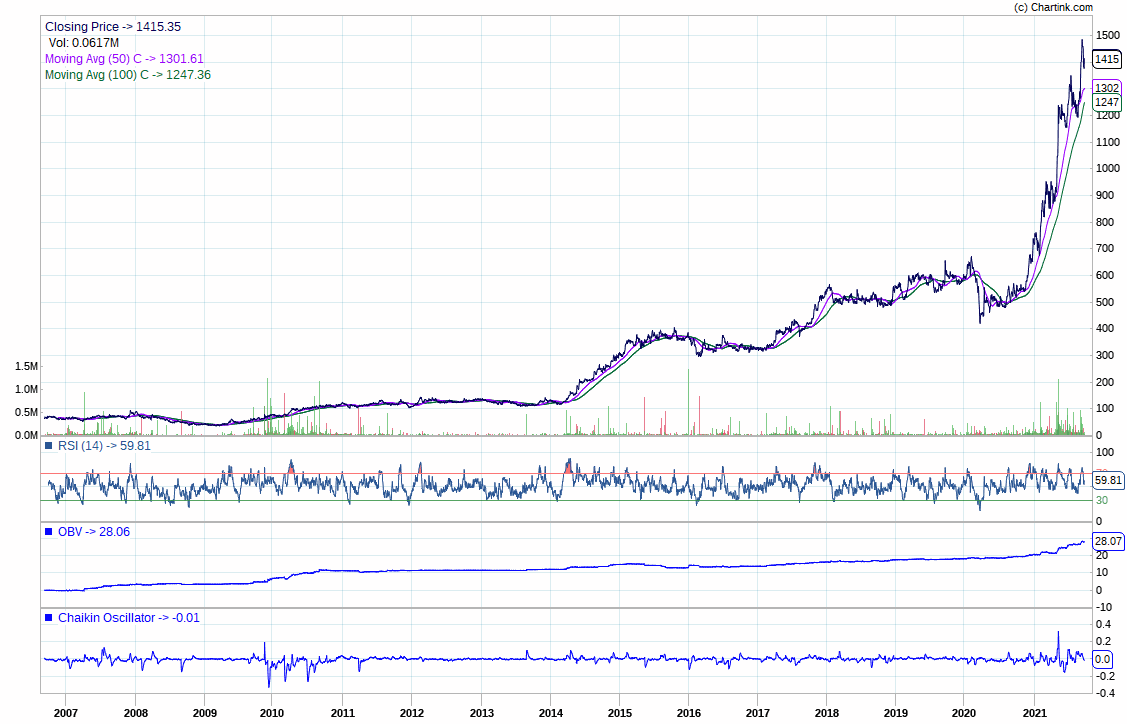 (c) Chartink.com
Closing Price -> 1415.35
Vol: 0.0617M
Moving Avg (50) C -> 1301.61
Moving Avg (100) C -> 1247.36
1500
1415
1302
1247
1200
1100
1000
900
800
700
600
500
400
300
200
100
0
1.5M
1.0M
0.5M
0.0M
RSI (14) -> 59.81
100
70
59.81
30
0
OBV -> 28.06
28.07
20
10
0
-10
Chaikin Oscillator -> -0.01
0.4
0.2
0.0
-0.2
-0.4
2007 2008 2009 2010 2011 2012 2013 2014 2015 2016 2017 2018 2019 2020 2021